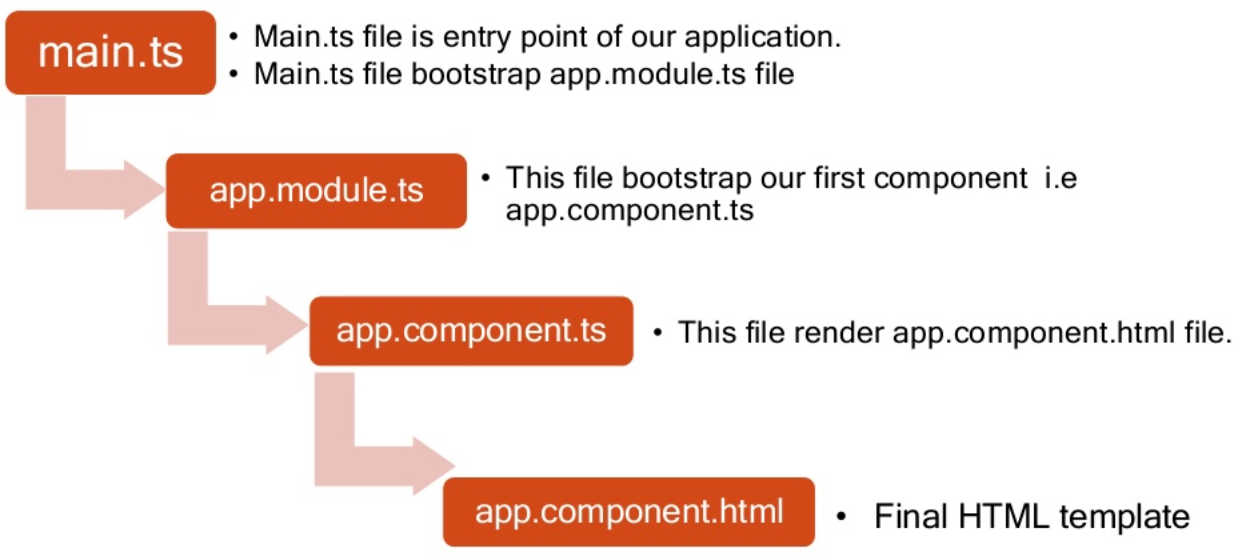 main.ts
• Main.ts file is entry point of our application.
• Main.ts file bootstrap app.module.ts file
app.module.ts
• This file bootstrap our first component i.e
app.component.ts
app.component.ts
• This file render app.component.html file.
app.component.html
• Final HTML template